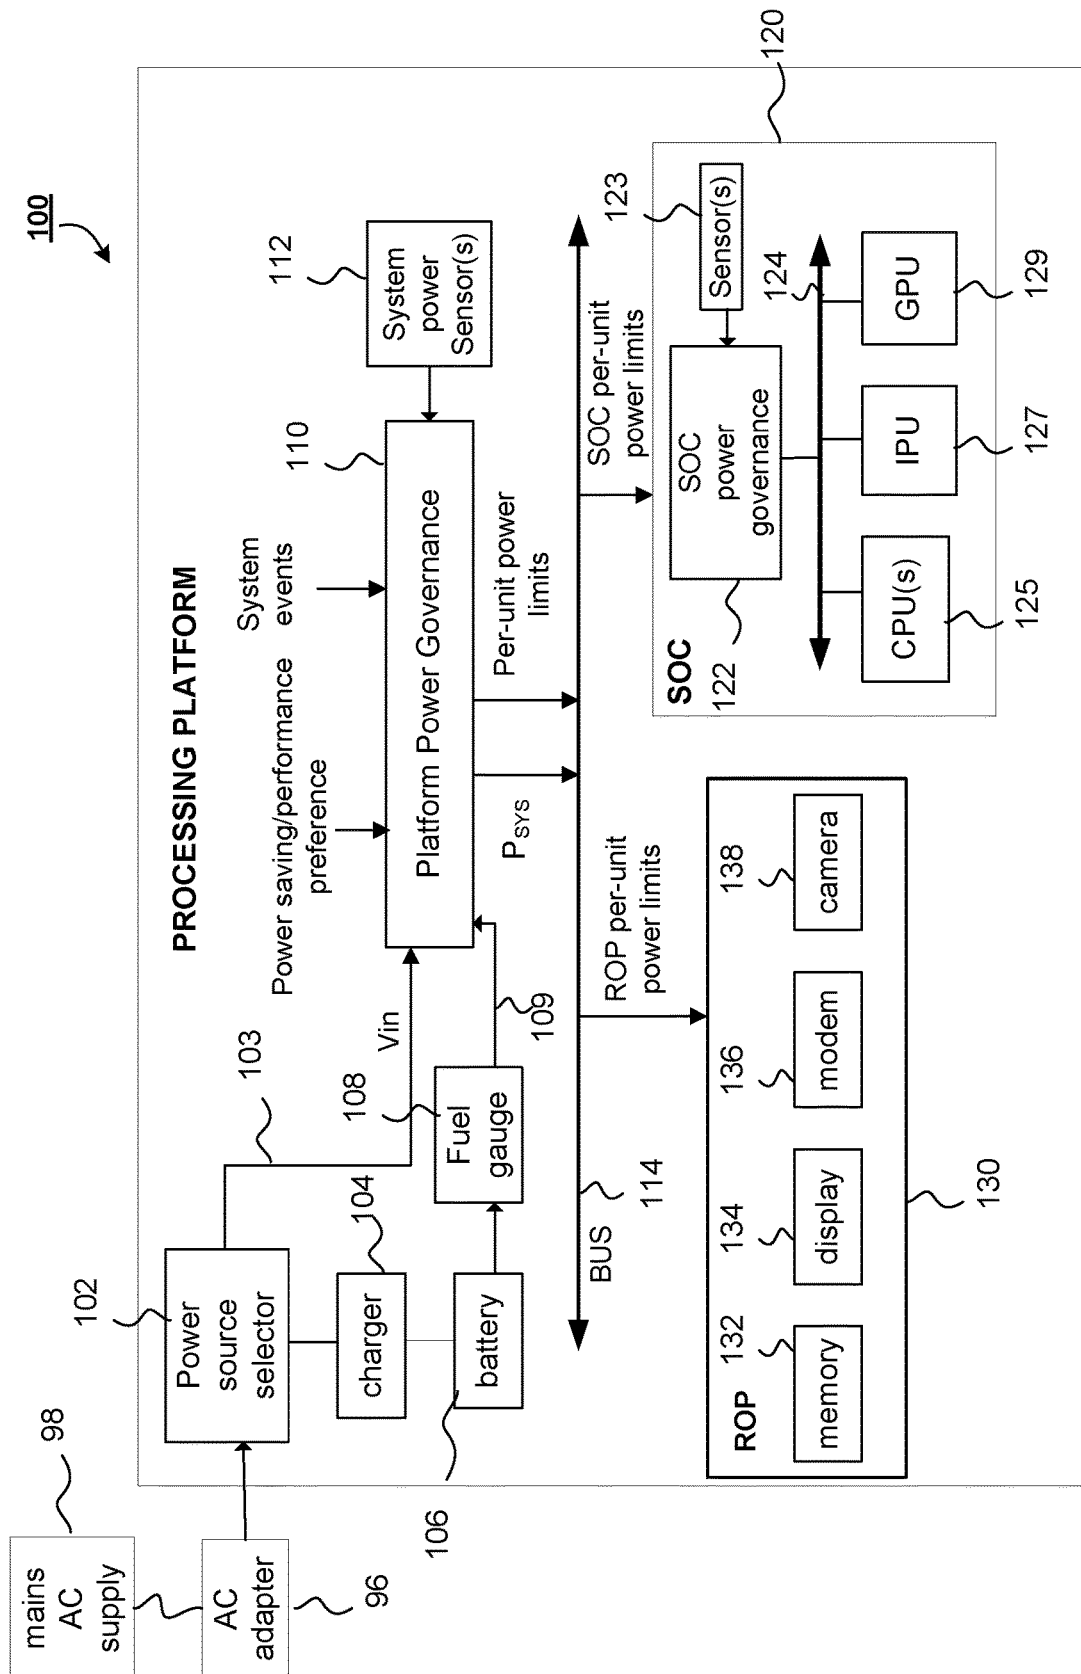 100
PROCESSING PLATFORM
mains
AC
supply
98
AC
adapter
96
Power
source
selector
102
103
Vin
charger
104
battery
106
Fuel
gauge
108
109
Power saving/performance
preference
System
events
Platform Power Governance
110
System
power
Sensor(s)
112
PSYS
Per-unit power
limits
BUS
114
ROP per-unit
power limits
SOC per-unit
power limits
ROP
memory
132
display
134
modem
136
camera
138
130
SOC
120
SOC
power
governance
122
Sensor(s)
123
124
CPU(s)
125
IPU
127
GPU
129